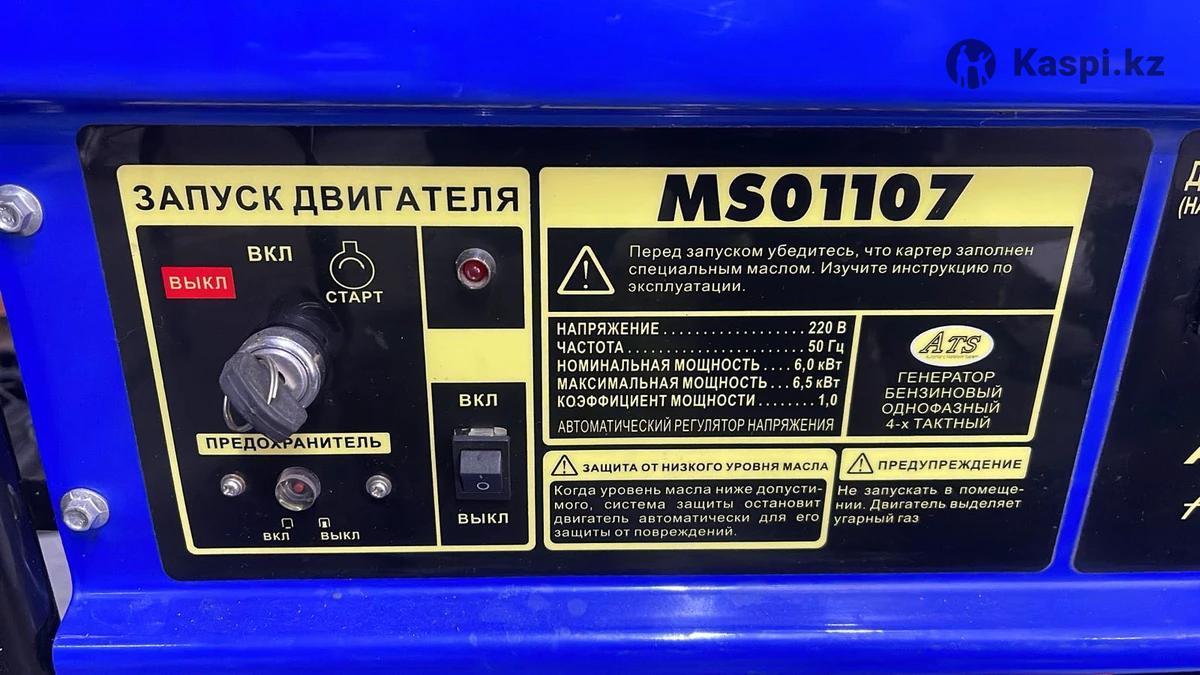 Kaspi.kz
ЗАПУСК ДВИГАТЕЛЯ
ВКЛ
ВЫКЛ
СТАРТ
ПРЕДОХРАНИТЕЛЬ
ВКЛ ВЫКЛ
ВКЛ
ВЫКЛ
MS01107
Перед запуском убедитесь, что картер заполнен
специальным маслом. Изучите инструкцию по
эксплуатации.
НАПРЯЖЕНИЕ.................220 В
ЧАСТОТА......................50 Гц
НОМИНАЛЬНАЯ МОЩНОСТЬ....6,0 кВт
МАКСИМАЛЬНАЯ МОЩНОСТЬ...6,5 кВт
КОЭФФИЦИЕНТ МОЩНОСТИ........1,0
АВТОМАТИЧЕСКИЙ РЕГУЛЯТОР НАПРЯЖЕНИЯ
ATS
ГЕНЕРАТОР
БЕНЗИНОВЫЙ
ОДНОФАЗНЫЙ
4-х ТАКТНЫЙ
ЗАЩИТА ОТ НИЗКОГО УРОВНЯ МАСЛА
Когда уровень масла ниже допусти-
мого, система защиты остановит
двигатель автоматически для его
защиты от повреждений.
ПРЕДУПРЕЖДЕНИЕ
Не запускать в помеще-
нии. Двигатель выделяет
угарный газ